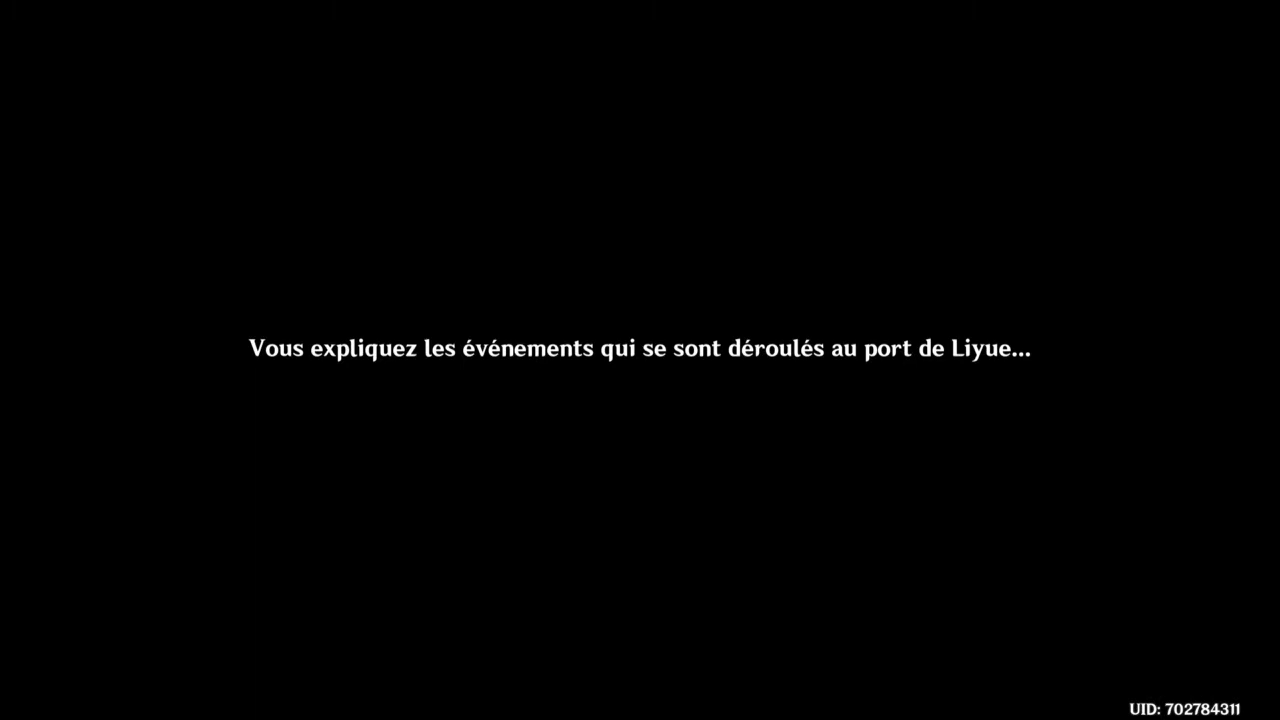 Vous expliquez les événements qui se sont déroulés au port de Liyue...
UID: 702784311